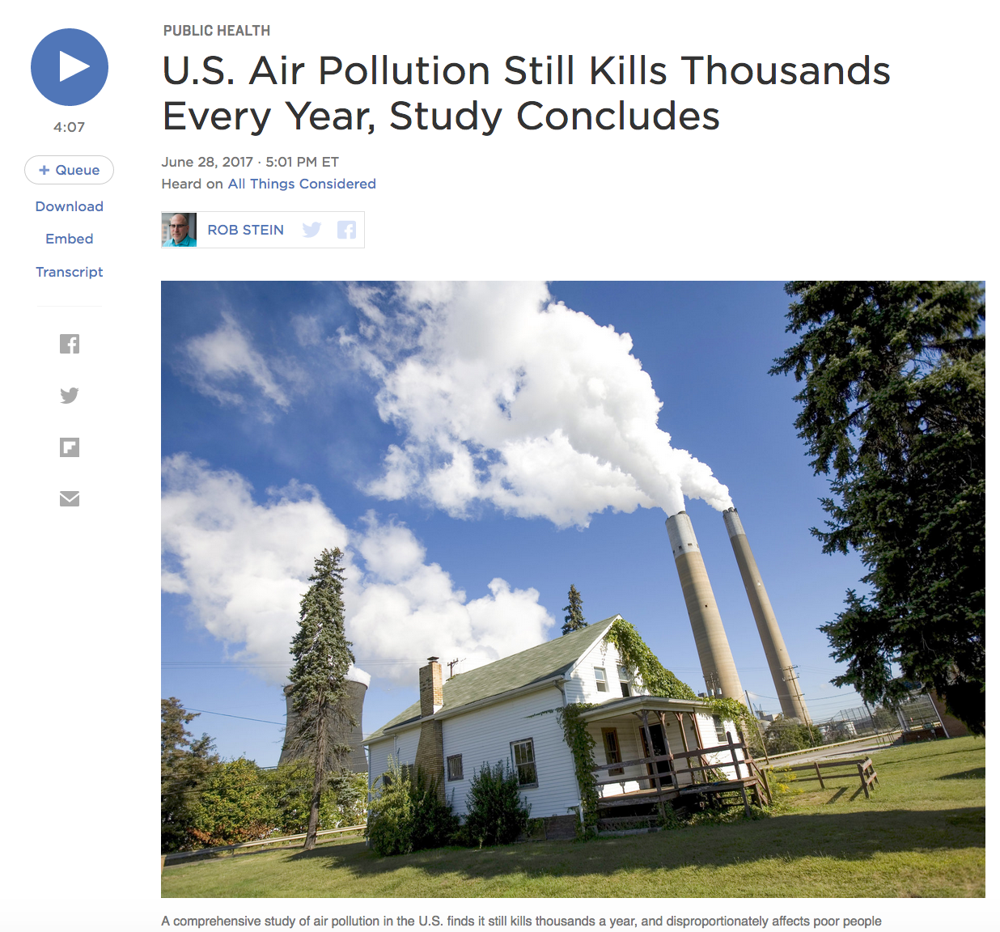 PUBLIC HEALTH
U.S. Air Pollution Still Kills Thousands
Every Year, Study Concludes
4:07
June 28, 2017 · 5:01 PM ET
+ Queue
Heard on All Things Considered
Download
ROB STEIN
Embed
Transcript
A comprehensive study of air pollution in the U.S. finds it still kills thousands a year, and disproportionately affects poor people